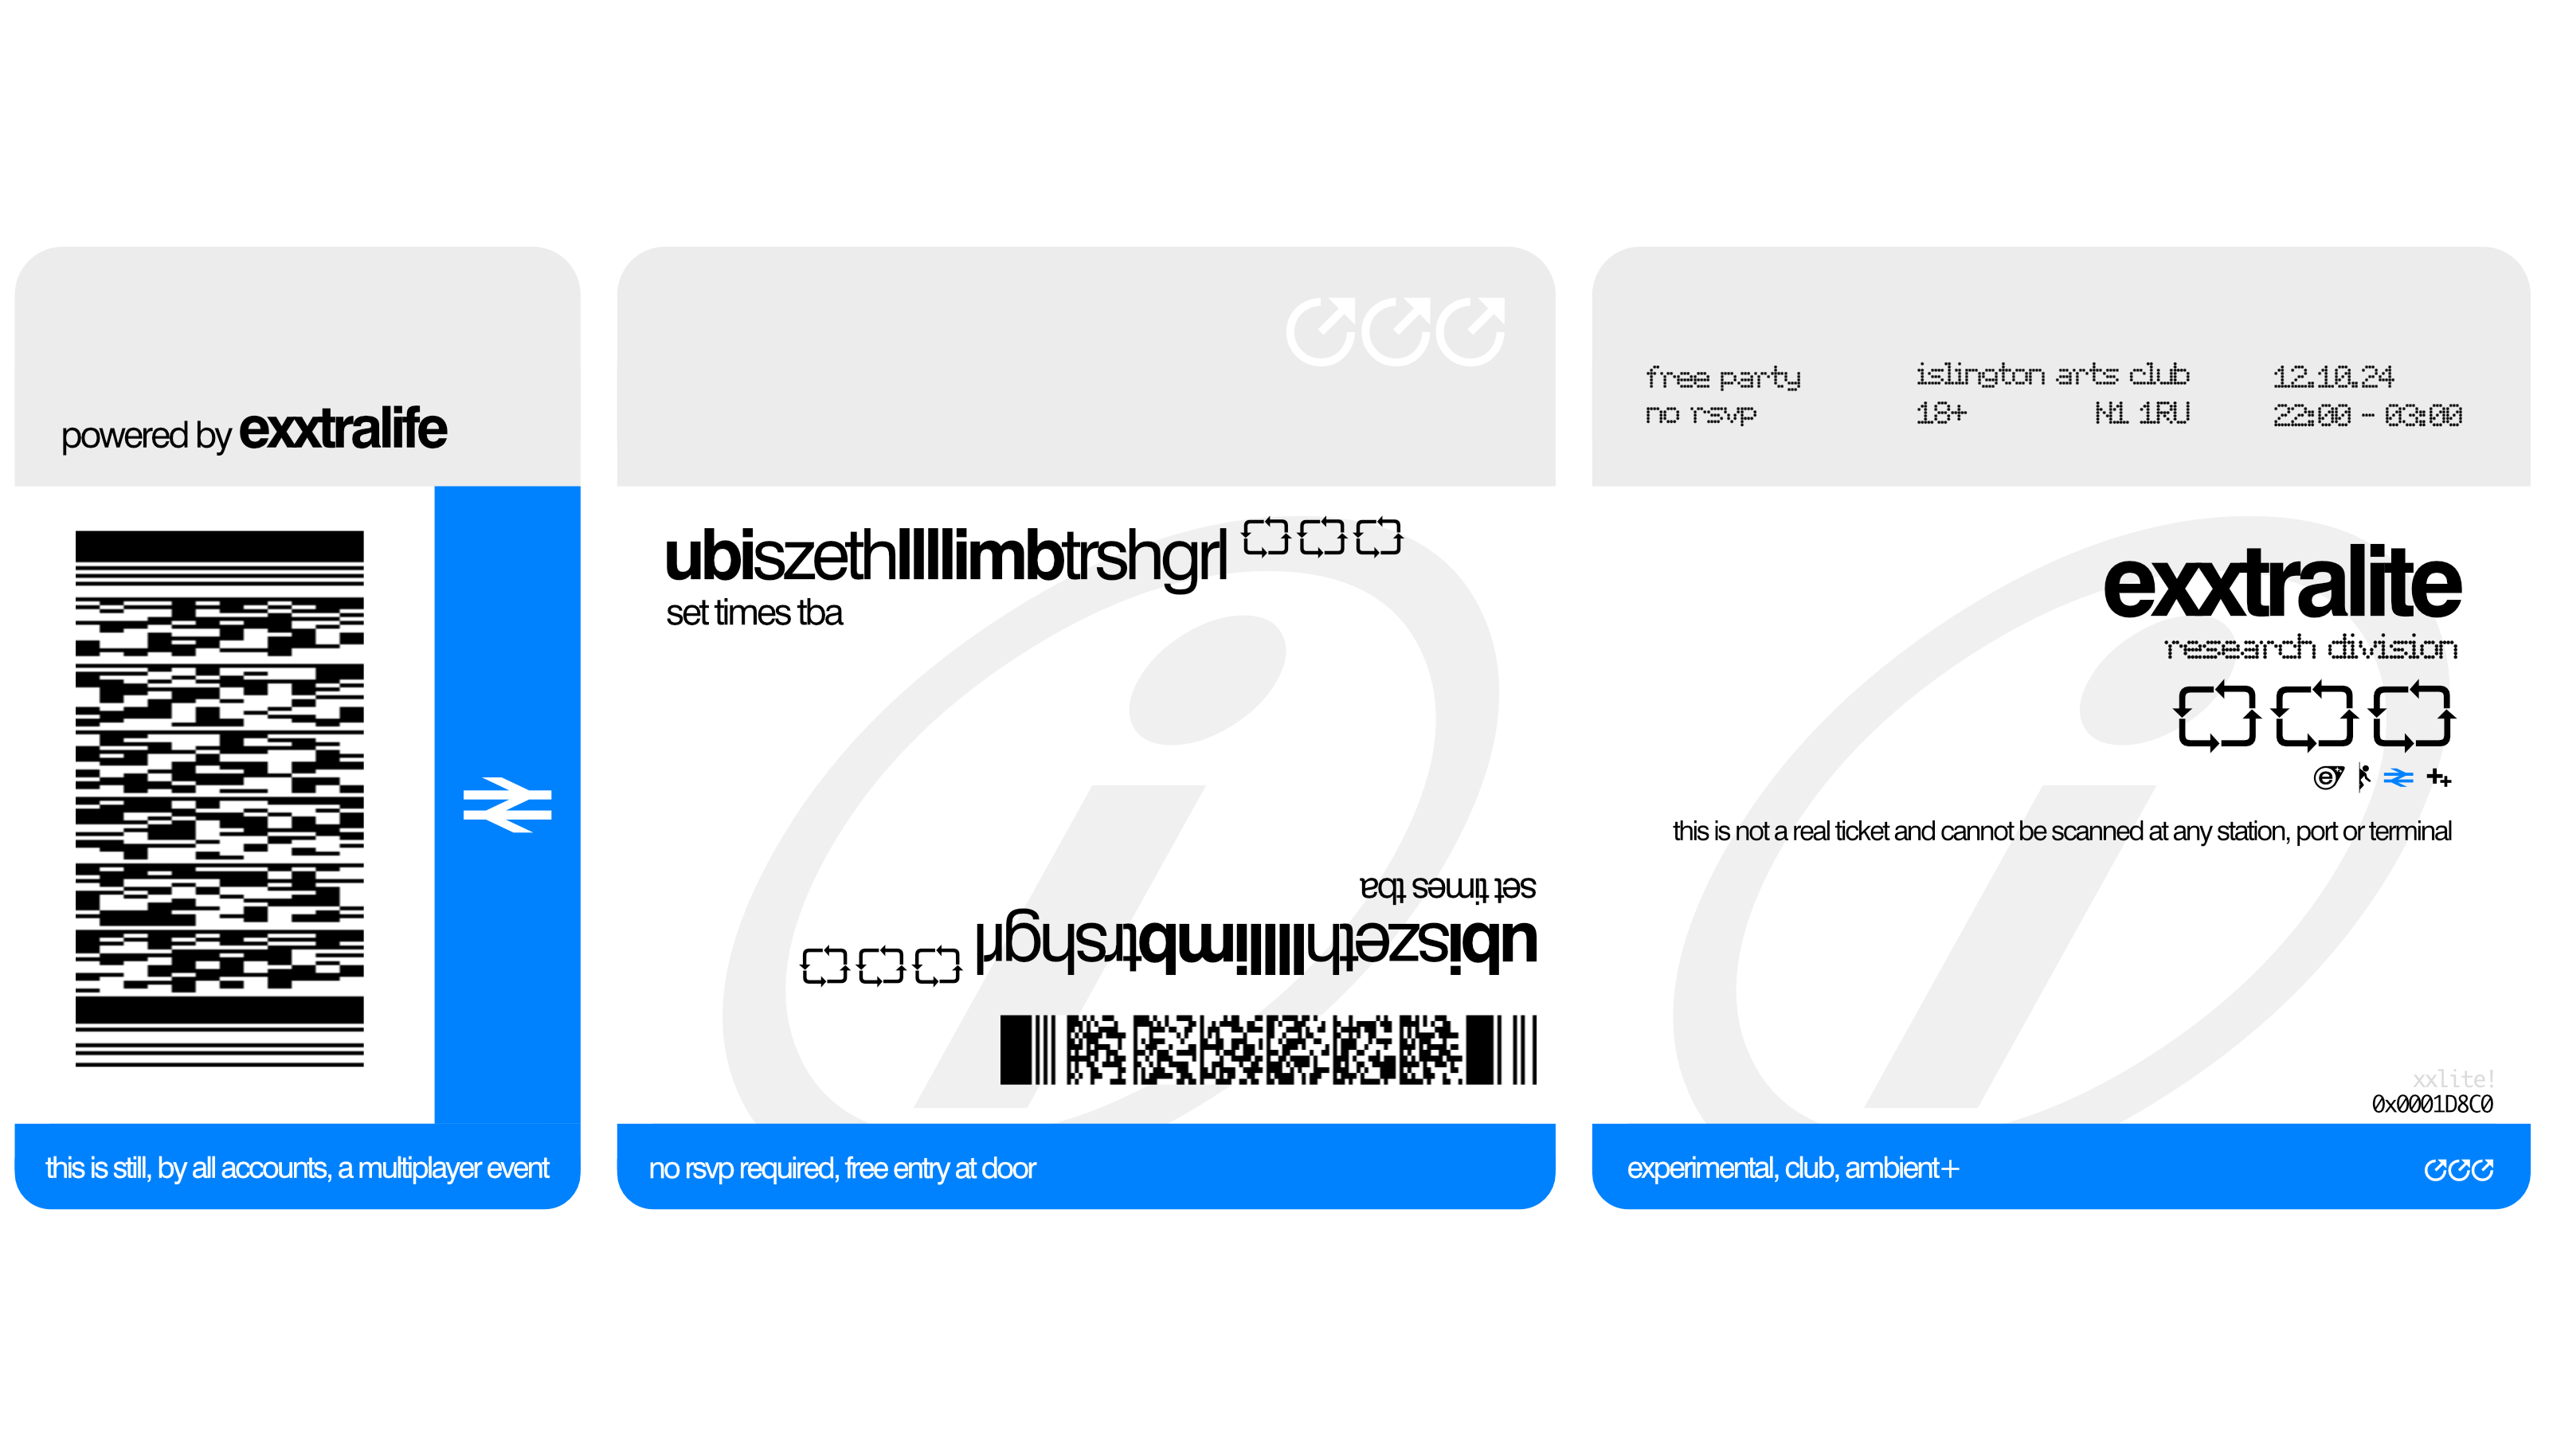 powered by exxtralife
this is still, by all accounts, a multiplayer event
ubiszethllllimbtrshgrl
set times tba
set times tba
ubiszethllllimbtrshgrl
no rsvp required, free entry at door
free party
no rsvp
islington arts club
18+ N1 1RU
12.10.24
22:00 - 03:00
exxtralite
research division
this is not a real ticket and cannot be scanned at any station, port or terminal
xxlite!
0x0001D8C0
experimental, club, ambient+